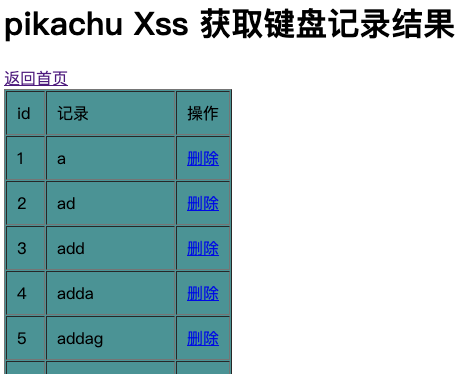 pikachu Xss 获取键盘记录结果
返回首页
id 记录 操作
1 a 删除
2 ad 删除
3 add 删除
4 adda 删除
5 addag 删除